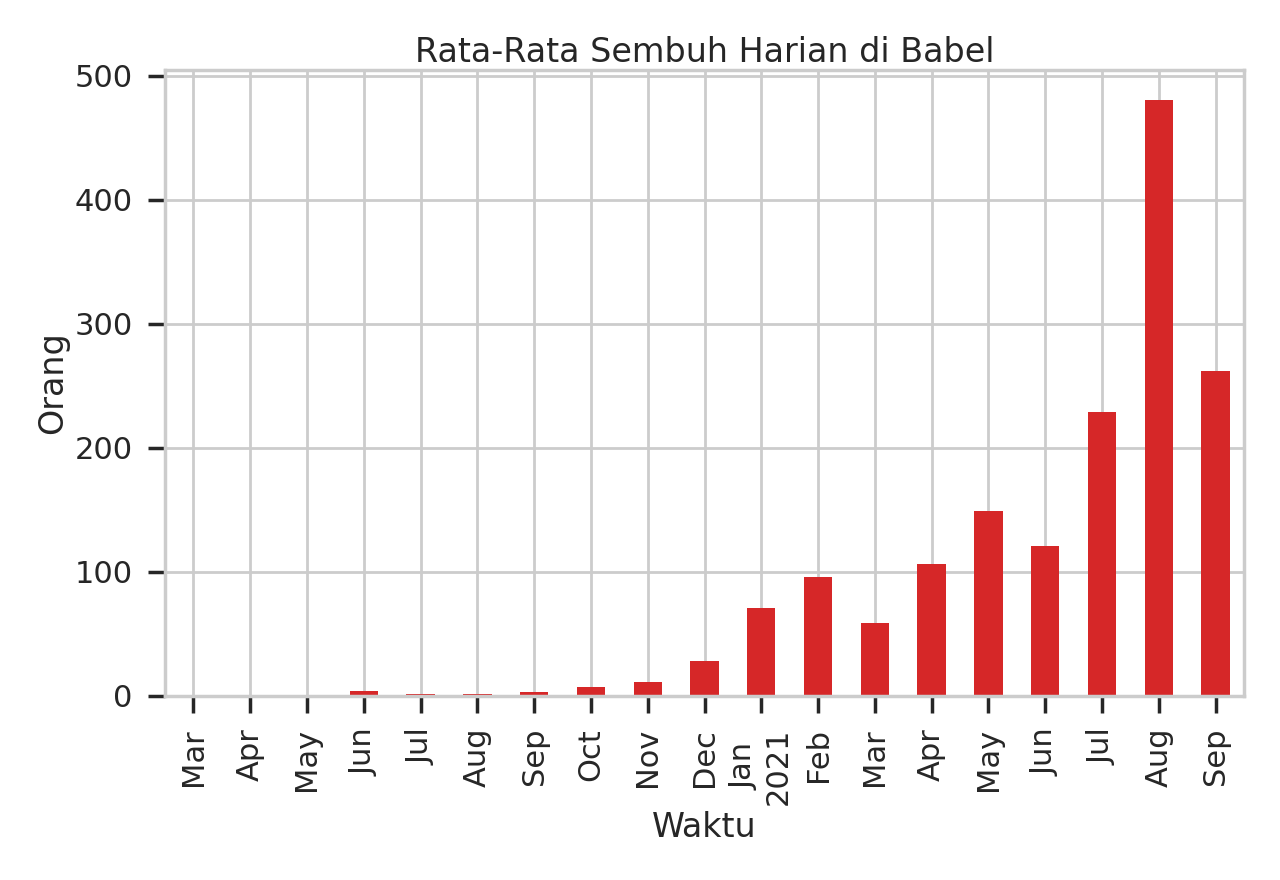 Rata-Rata Sembuh Harian di Babel
500
400
300
200
100
0
Orang
Mar
Apr
May
Jun
Jul
Aug
Sep
Oct
Nov
Dec
Jan
2021
Feb
Mar
Apr
May
Jun
Jul
Aug
Sep
Waktu